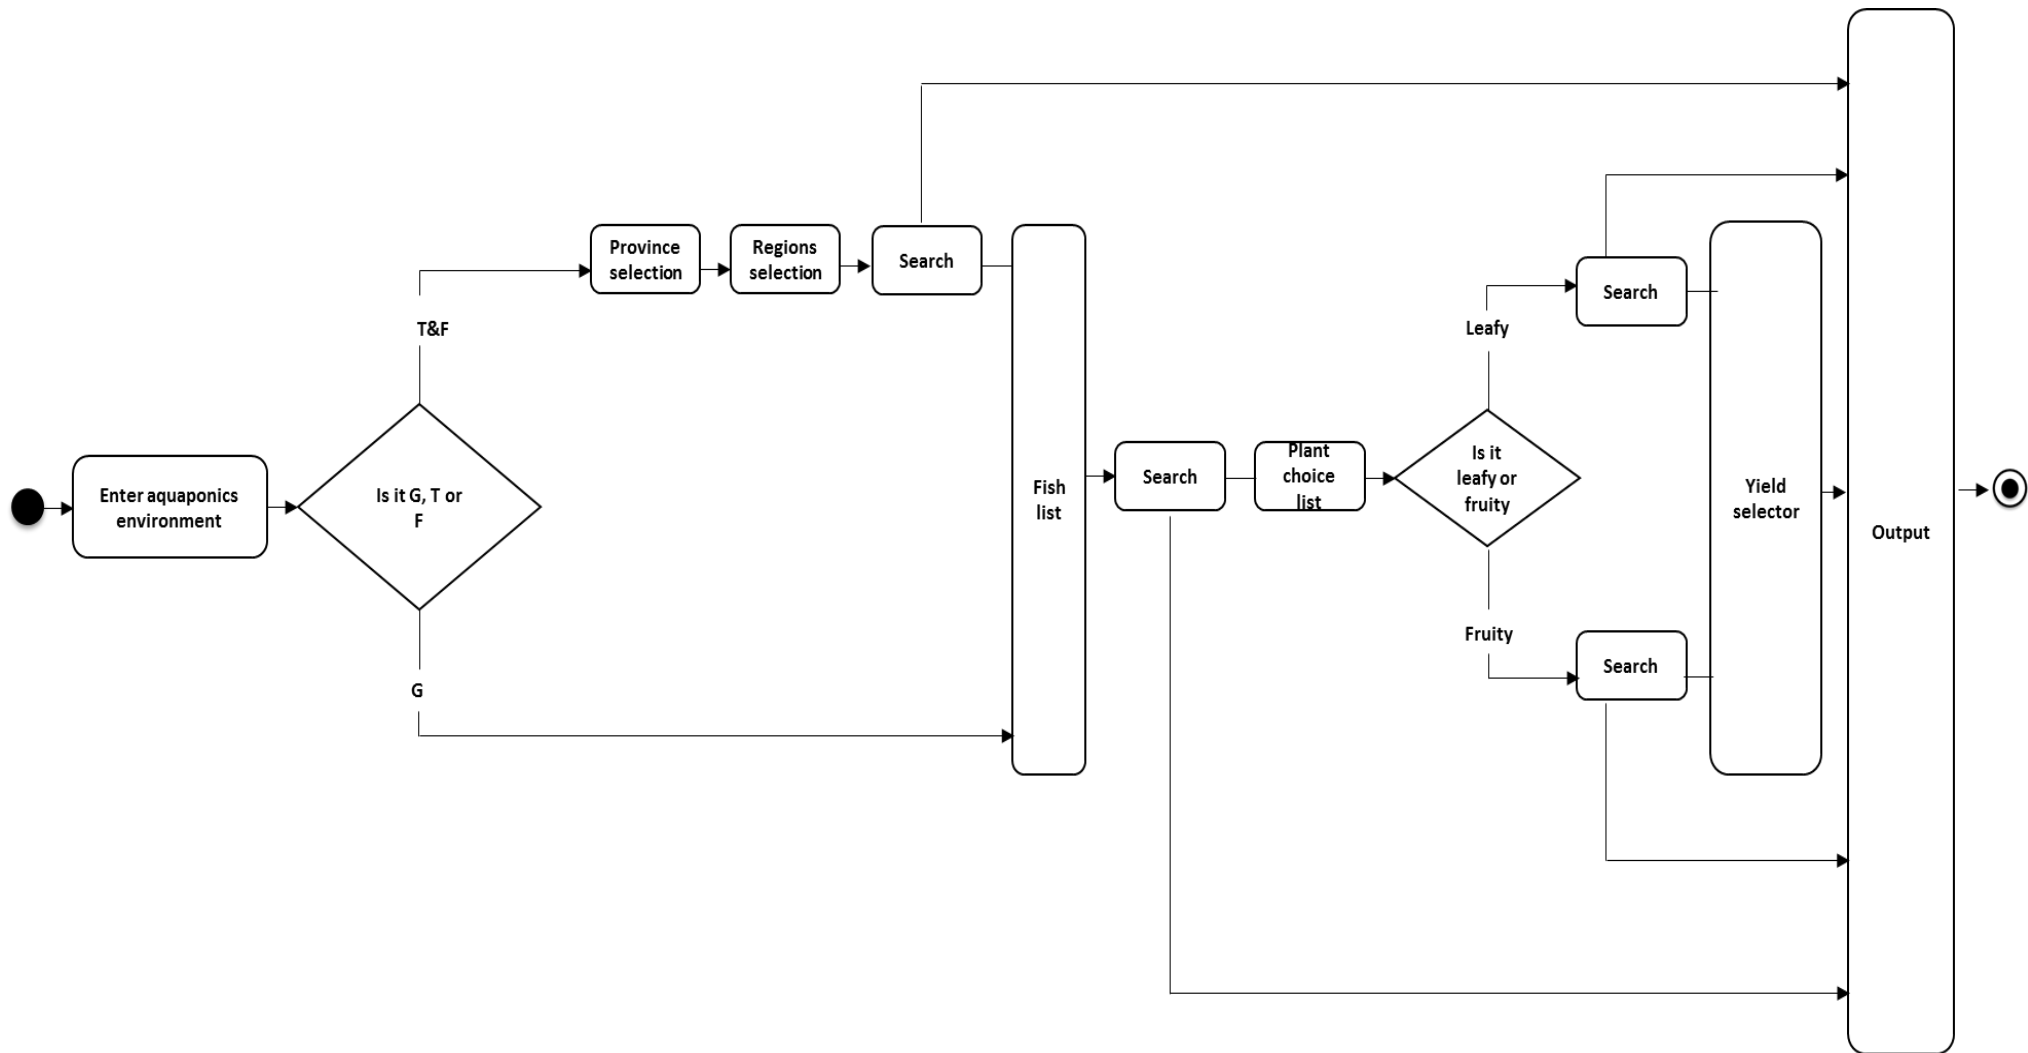 Province
selection
Regions
selection
Search
T&F
Enter aquaponics
environment
Is it G, T or
F
G
Fish
list
Search
Plant
choice
list
Is it
leafy or
fruity
Leafy
Search
Fruity
Search
Yield
selector
Output